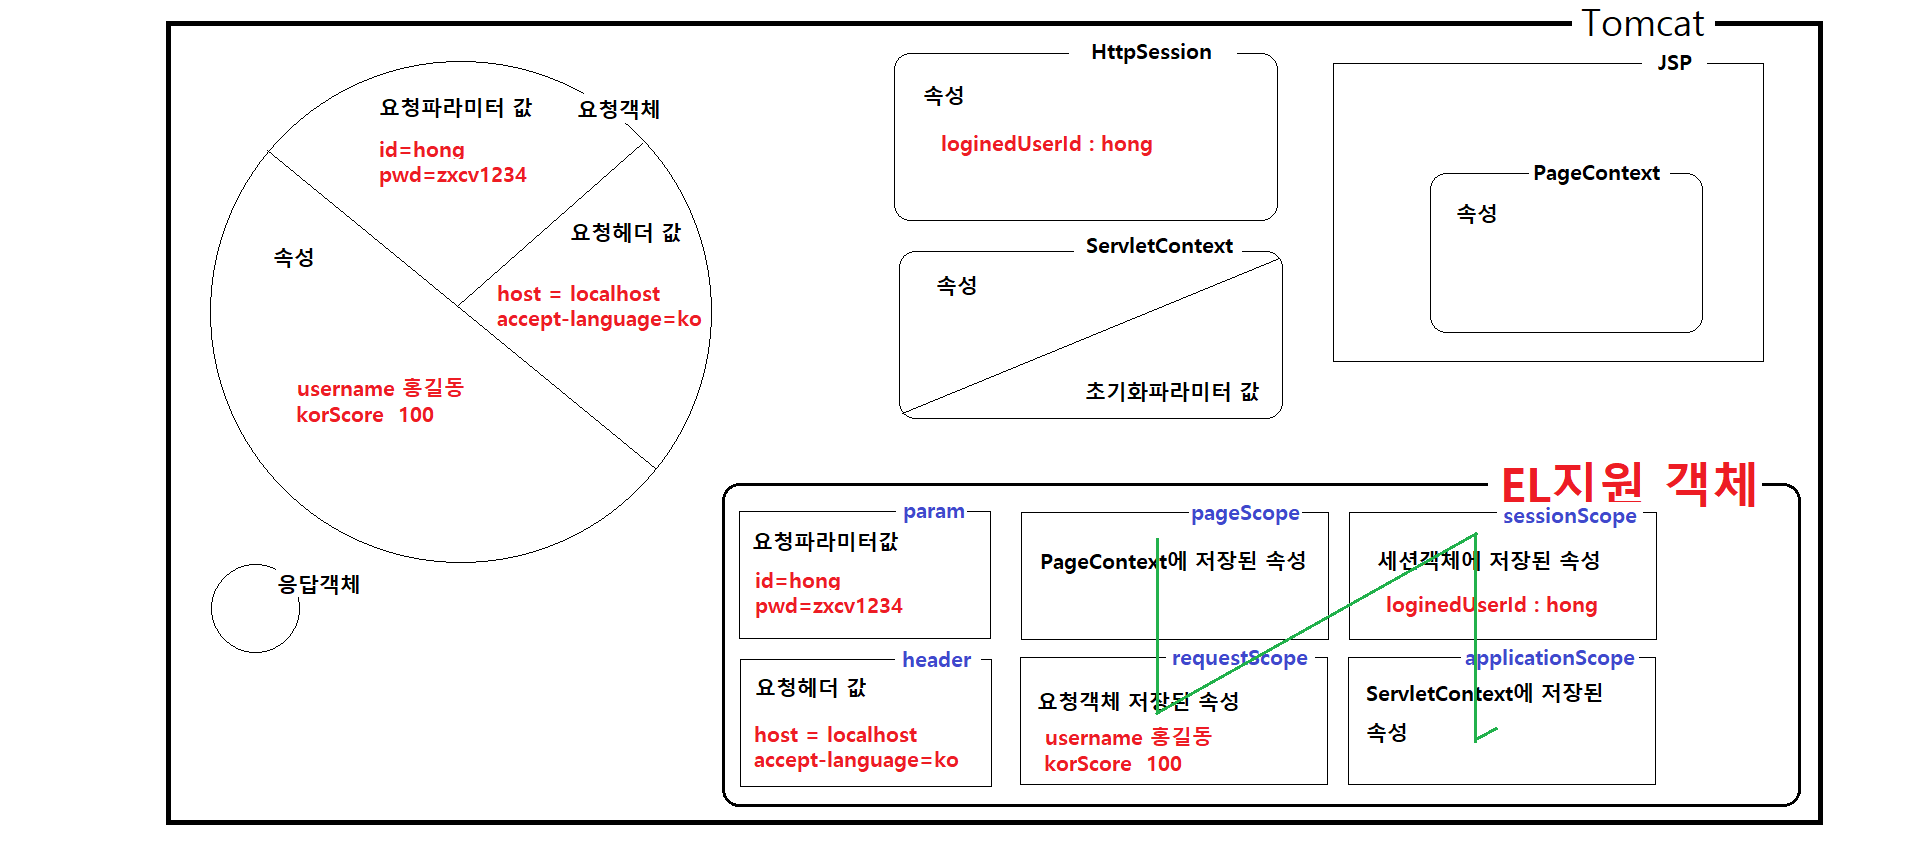 Tomcat
요청파라미터 값
요청객체
id=hong
pwd=zxcv1234
요청헤더 값
속성
host = localhost
accept-language=ko
username 홍길동
korScore 100
응답객체
HttpSession
속성
loginedUserId : hong
ServletContext
속성
초기화파라미터 값
JSP
PageContext
속성
EL지원 객체
param
요청파라미터값
id=hong
pwd=zxcv1234
pageScope
PageContext에 저장된 속성
sessionScope
세션객체에 저장된 속성
loginedUserId : hong
header
요청헤더 값
host = localhost
accept-language=ko
requestScope
요청객체 저장된 속성
username 홍길동
korScore 100
applicationScope
ServletContext에 저장된
속성